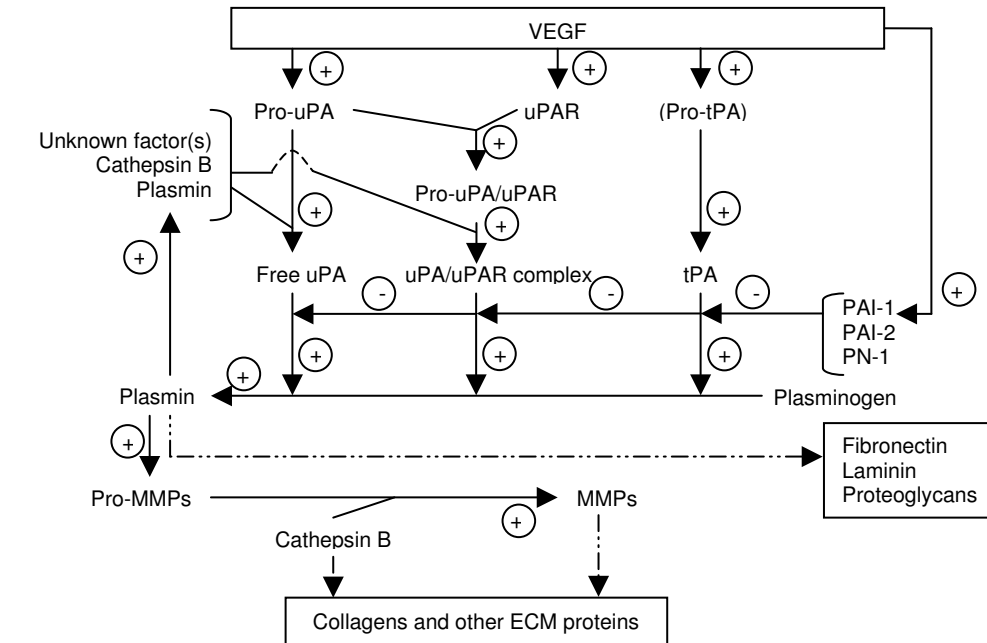 VEGF
+
+
+
+
Pro-uPA
uPAR
(Pro-tPA)
Unknown factor(s)
Cathepsin B
Plasmin
+
Pro-uPA/uPAR
+
+
+
+
Free uPA
uPA/uPAR complex
tPA
-
-
-
PAI-1
PAI-2
PN-1
+
+
+
+
Plasmin
Plasminogen
+
Fibronectin
Laminin
Proteoglycans
Pro-MMPs
MMPs
+
Cathepsin B
Collagens and other ECM proteins